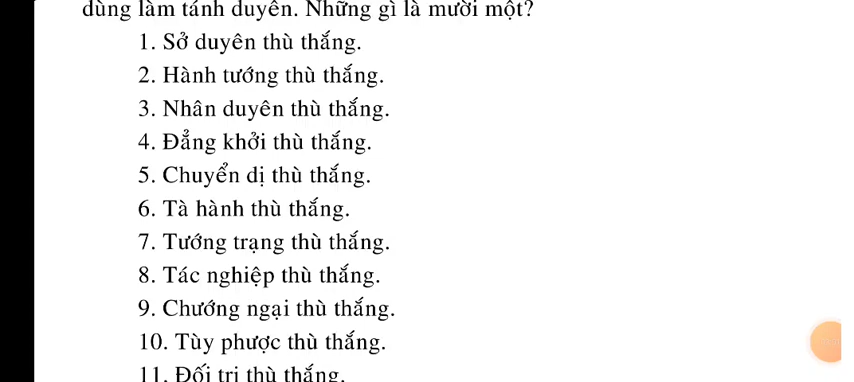 dùng làm tánh duyên. Những gì là mười một?
1. Sở duyên thù thắng.
2. Hành tướng thù thắng.
3. Nhân duyên thù thắng.
4. Đẳng khởi thù thắng.
5. Chuyển dị thù thắng.
6. Tà hành thù thắng.
7. Tướng trạng thù thắng.
8. Tác nghiệp thù thắng.
9. Chướng ngại thù thắng.
10. Tùy phược thù thắng.
11. Đối trị thù thắng.